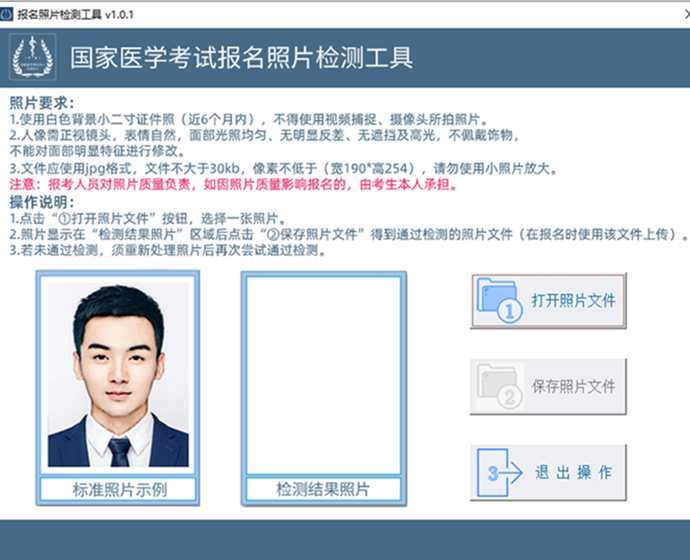 报名照片检测工具 v1.0.1
国家医学考试报名照片检测工具
照片要求：
1.使用白色背景小二寸证件照（近6个月内），不得使用视频捕捉、摄像头所拍照片。
2.人像需正视镜头，表情自然，面部光照均匀、无明显反差、无遮挡及高光，不佩戴饰物，
不能对面部明显特征进行修改。
3.文件应使用jpg格式，文件不大于30kb，像素不低于（宽190*高254），请勿使用小照片放大。
注意：报考人员对照片质量负责，如因照片质量影响报名的，由考生本人承担。
操作说明：
1.点击“①打开照片文件”按钮，选择一张照片。
2.照片显示在“检测结果照片”区域后点击“②保存照片文件”得到通过检测的照片文件（在报名时使用该文件上传）。
3.若未通过检测，须重新处理照片后再次尝试通过检测。
1 打开照片文件
2 保存照片文件
3 退出操作
标准照片示例
检测结果照片